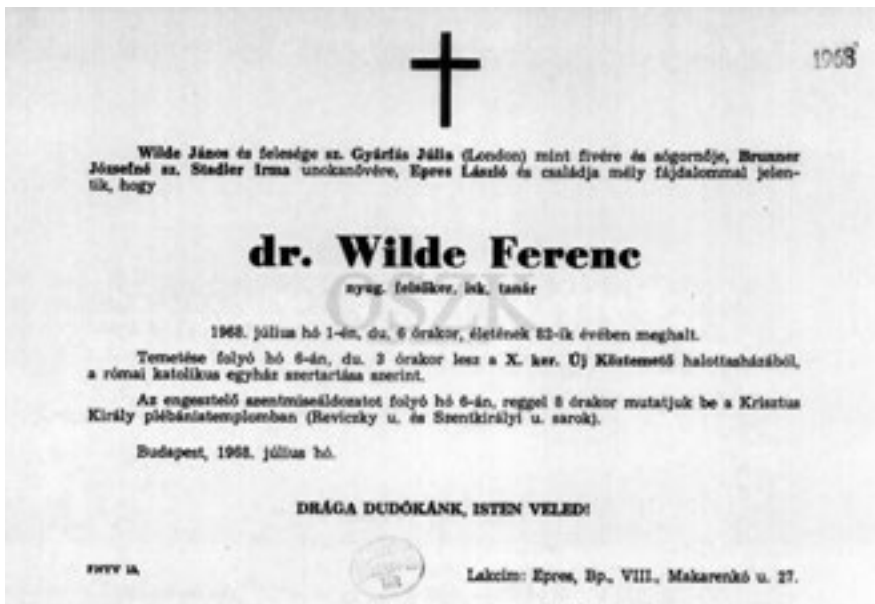 1968
Wilde János és felesége sz. Gyárfás Júlia (London) mint fivére és sógornője, Brunner
Józsefné sz. Stadler Irma unokanővére, Epres László és családja mély fájdalommal jelen-
tik, hogy
dr. Wilde Ferenc
OSZK
nyug. felsőker. isk. tanár
1968. július hó 1-én, du. 6 órakor, életének 82-ik évében meghalt.
Temetése folyó hó 6-án, du. 3 órakor lesz a X. ker. Új Köztemető halottasházából,
a római katolikus egyház szertartása szerint.
Az engesztelő szentmiseáldozatot folyó hó 6-án, reggel 8 órakor mutatjuk be a Krisztus
Király plébániatemplomban (Reviczky u. és Szentkirályi u. sarok).
Budapest, 1968. július hó.
DRÁGA DUDÓKÁNK, ISTEN VELED!
Lakcím: Epres, Bp., VIII., Makarenkó u. 27.